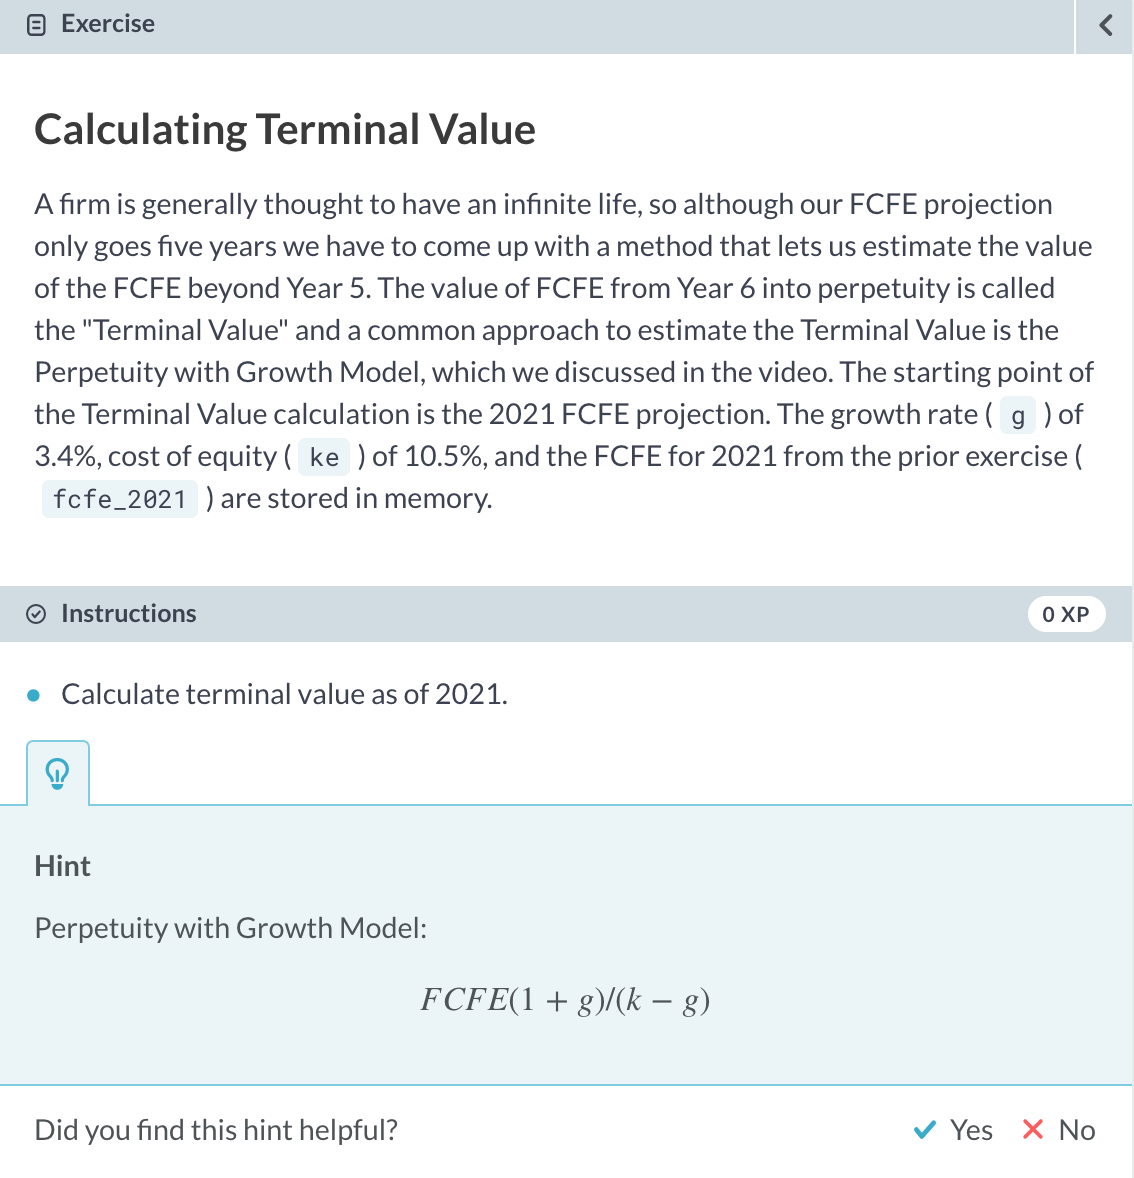 Exercise
Calculating Terminal Value
A firm is generally thought to have an infinite life, so although our FCFE projection
only goes five years we have to come up with a method that lets us estimate the value
of the FCFE beyond Year 5. The value of FCFE from Year 6 into perpetuity is called
the "Terminal Value" and a common approach to estimate the Terminal Value is the
Perpetuity with Growth Model, which we discussed in the video. The starting point of
the Terminal Value calculation is the 2021 FCFE projection. The growth rate ( g ) of
3.4%, cost of equity ( ke ) of 10.5%, and the FCFE for 2021 from the prior exercise (
fcfe_2021 ) are stored in memory.
Instructions
0 XP
Calculate terminal value as of 2021.
Hint
Perpetuity with Growth Model:
FCFE(1 + g)/(k − g)
Did you find this hint helpful?
Yes
No